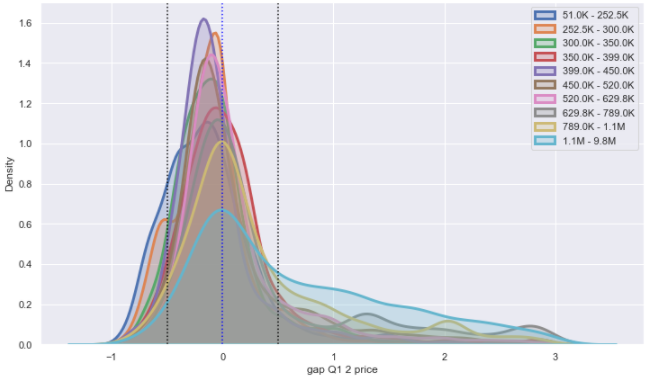 1.6
1.4
1.2
1.0
0.8
0.6
0.4
0.2
0.0
Density
−1
0
1
2
3
gap Q1 2 price
51.0K - 252.5K
252.5K - 300.0K
300.0K - 350.0K
350.0K - 399.0K
399.0K - 450.0K
450.0K - 520.0K
520.0K - 629.8K
629.8K - 789.0K
789.0K - 1.1M
1.1M - 9.8M